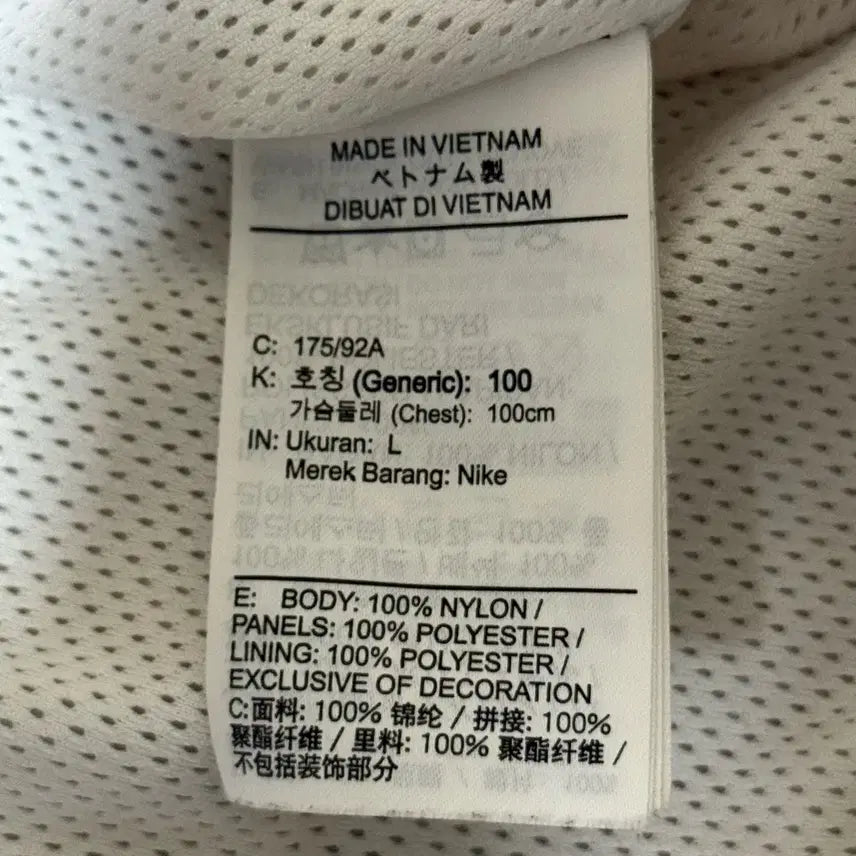 MADE IN VIETNAM
ベトナム製
DIBUAT DI VIETNAM
C: 175/92A
K: 호칭 (Generic): 100
가슴둘레 (Chest): 100cm
IN: Ukuran: L
Merek Barang: Nike
E: BODY: 100% NYLON /
PANELS: 100% POLYESTER /
LINING: 100% POLYESTER /
EXCLUSIVE OF DECORATION
C:面料: 100% 锦纶 / 拼接: 100%
聚酯纤维 / 里料: 100% 聚酯纤维 /
不包括装饰部分